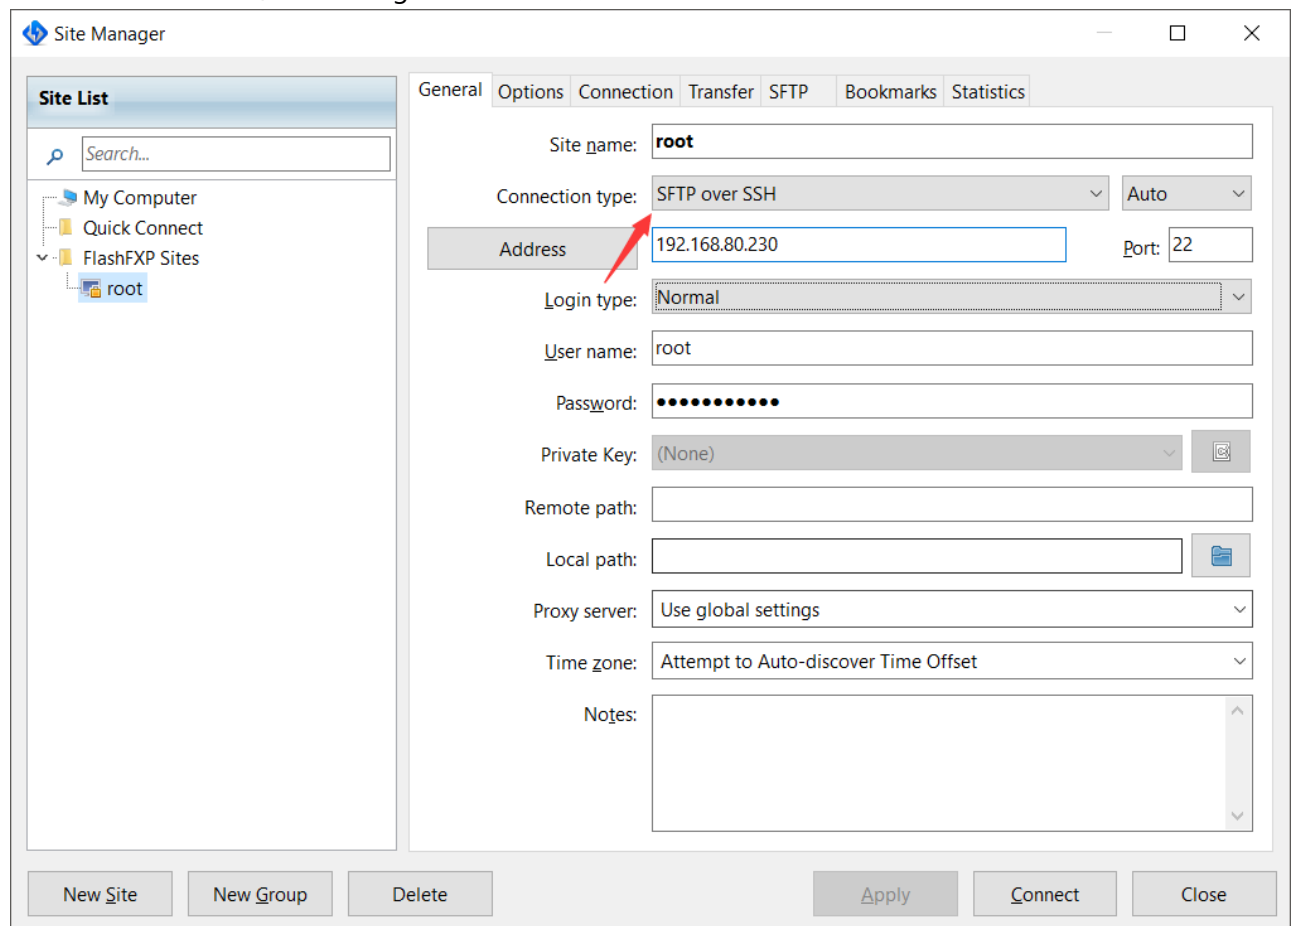 Site Manager
Site List
General Options Connection Transfer SFTP Bookmarks Statistics
Search...
My Computer
Quick Connect
FlashFXP Sites
root
Site name: root
Connection type: SFTP over SSH Auto
Address 192.168.80.230 Port: 22
Login type: Normal
User name: root
Password: •••••••••••
Private Key: (None)
Remote path:
Local path:
Proxy server: Use global settings
Time zone: Attempt to Auto-discover Time Offset
Notes:
New Site New Group Delete Apply Connect Close